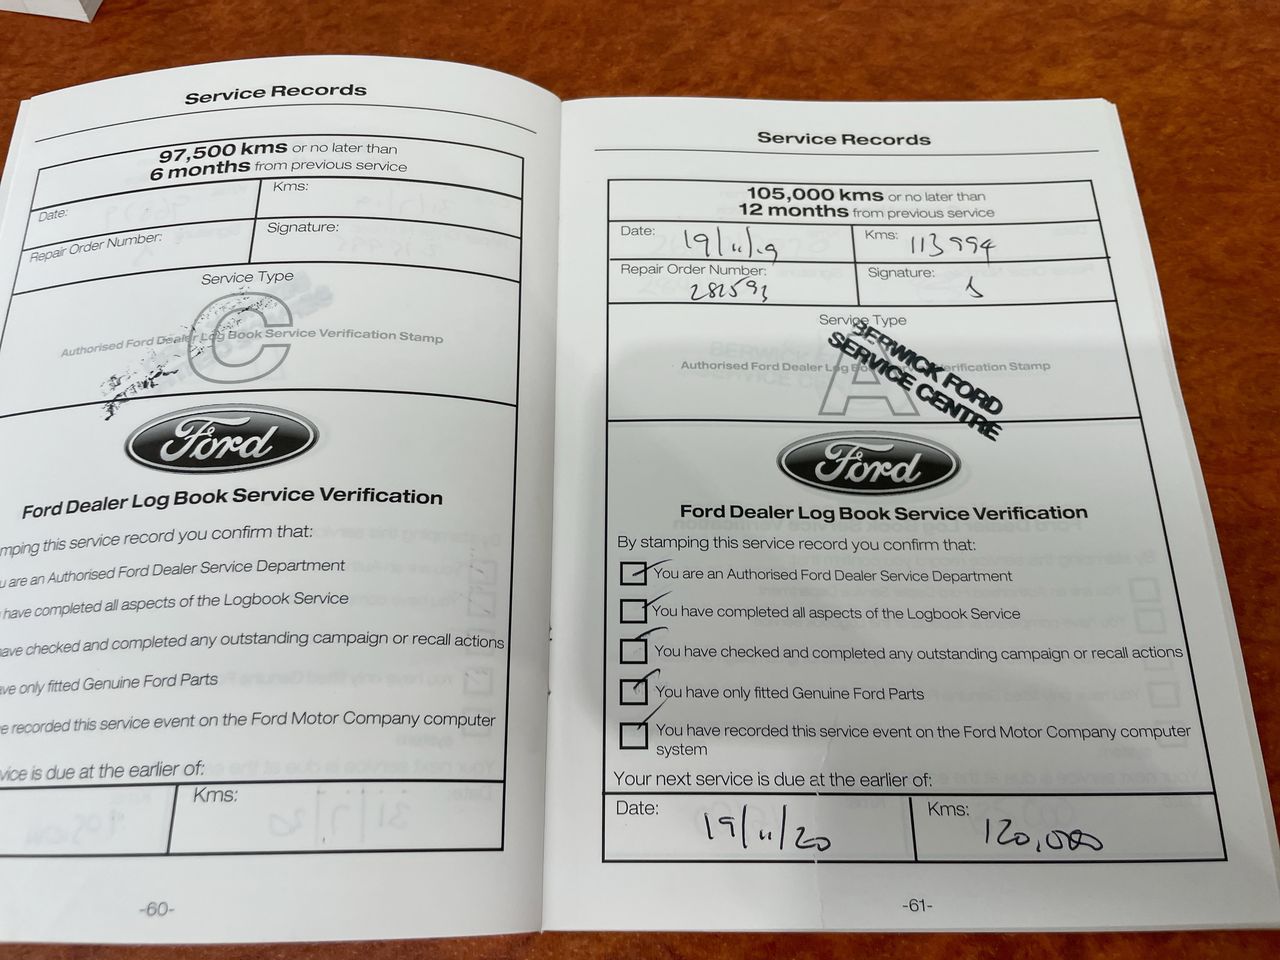 Service Records
97,500 kms or no later than
6 months from previous service
Date:
Kms:
Repair Order Number:
Signature:
Service Type
C
Authorised Ford Dealer Log Book Service Verification Stamp
Ford
Ford Dealer Log Book Service Verification
mping this service record you confirm that:
u are an Authorised Ford Dealer Service Department
have completed all aspects of the Logbook Service
ave checked and completed any outstanding campaign or recall actions
ve only fitted Genuine Ford Parts
e recorded this service event on the Ford Motor Company computer
vice is due at the earlier of:
Kms:
-60-
Service Records
105,000 kms or no later than
12 months from previous service
Date: 19/11/19
Kms: 113994
Repair Order Number:
282593
Signature:
Service Type
A
Authorised Ford Dealer Log Bo erification Stamp
BERWICK FORD
SERVICE CENTRE
Ford
Ford Dealer Log Book Service Verification
By stamping this service record you confirm that:
You are an Authorised Ford Dealer Service Department
You have completed all aspects of the Logbook Service
You have checked and completed any outstanding campaign or recall actions
You have only fitted Genuine Ford Parts
You have recorded this service event on the Ford Motor Company computer
system
Your next service is due at the earlier of:
Date: 19/11/20
Kms: 120,000
-61-